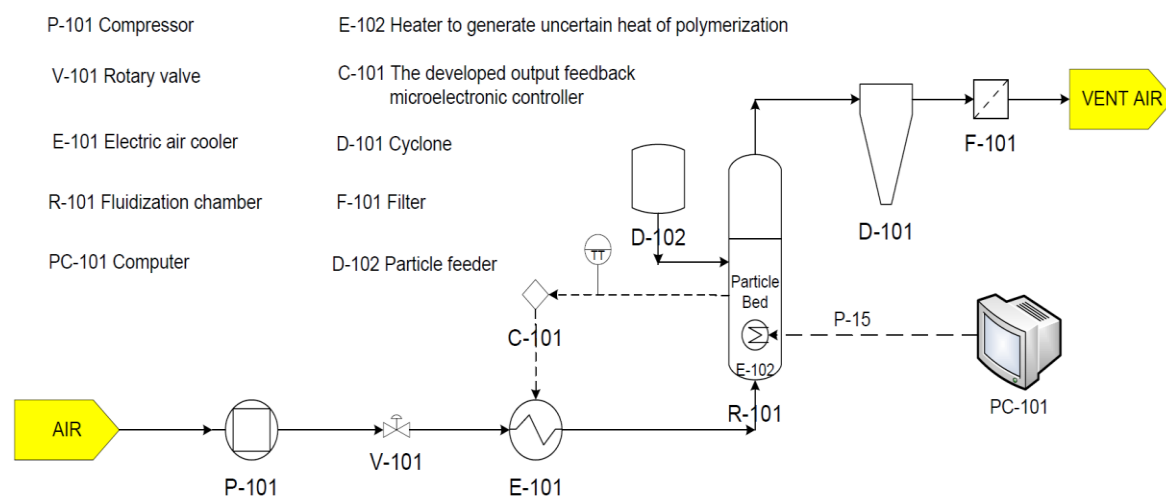 P-101 Compressor
E-102 Heater to generate uncertain heat of polymerization
V-101 Rotary valve
C-101 The developed output feedback
microelectronic controller
E-101 Electric air cooler
D-101 Cyclone
R-101 Fluidization chamber
F-101 Filter
PC-101 Computer
D-102 Particle feeder
VENT AIR
F-101
D-101
D-102
TT
Particle
Bed
P-15
C-101
E-102
PC-101
R-101
AIR
V-101
P-101
E-101